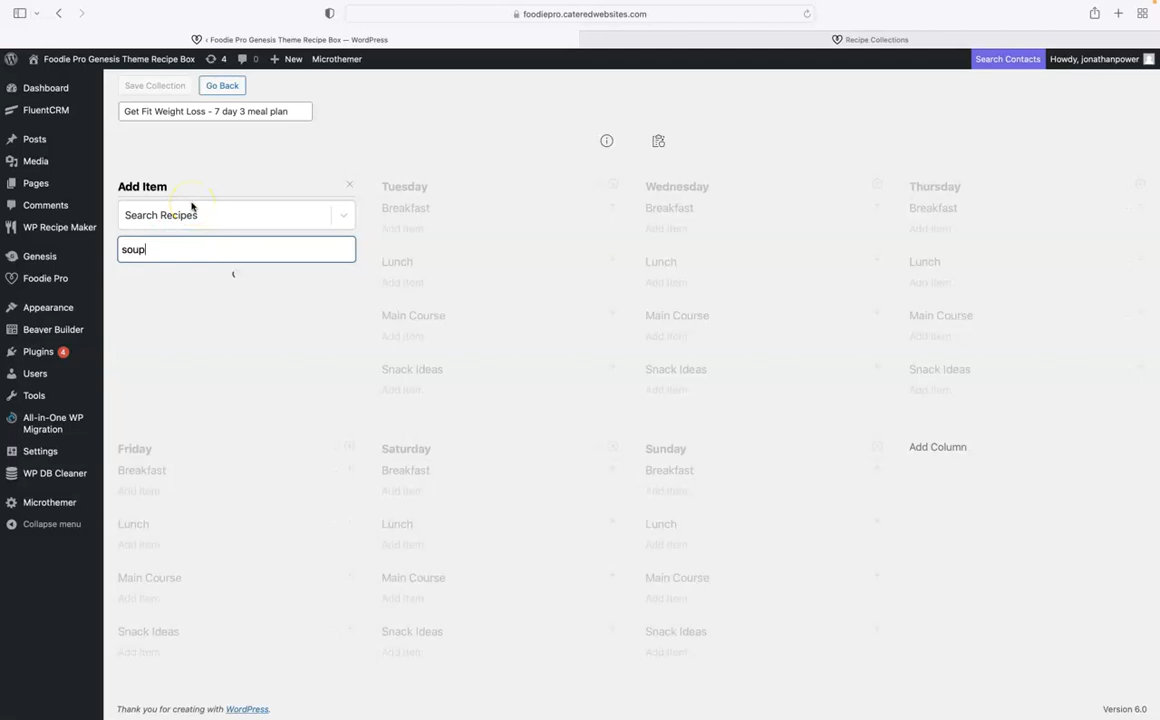 foodiepro.cateredwebsites.com
‹ Foodie Pro Genesis Theme Recipe Box — WordPress
Recipe Collections
Foodie Pro Genesis Theme Recipe Box
4
0
New
Microthemer
Search Contacts
Howdy, jonathanpower
Dashboard
FluentCRM
Posts
Media
Pages
Comments
WP Recipe Maker
Genesis
Foodie Pro
Appearance
Beaver Builder
Plugins 4
Users
Tools
All-in-One WP
Migration
Settings
WP DB Cleaner
Microthemer
Collapse menu
Save Collection
Go Back
Get Fit Weight Loss - 7 day 3 meal plan
Add Item
Search Recipes
soup
Tuesday
Breakfast
Add Item
Lunch
Add Item
Main Course
Add Item
Snack Ideas
Add Item
Wednesday
Breakfast
Add Item
Lunch
Add Item
Main Course
Add Item
Snack Ideas
Add Item
Thursday
Breakfast
Add Item
Lunch
Add Item
Main Course
Add Item
Snack Ideas
Add Item
Friday
Breakfast
Add Item
Lunch
Add Item
Main Course
Add Item
Snack Ideas
Add Item
Saturday
Breakfast
Add Item
Lunch
Add Item
Main Course
Add Item
Snack Ideas
Add Item
Sunday
Breakfast
Add Item
Lunch
Add Item
Main Course
Add Item
Snack Ideas
Add Item
Add Column
Thank you for creating with WordPress.
Version 6.0